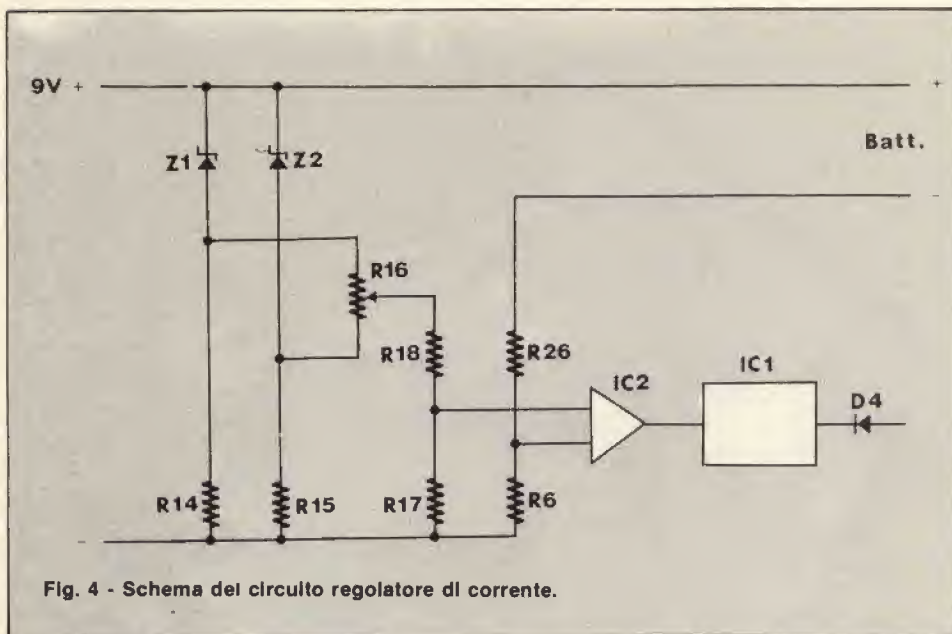 9V +
+
Z1
Z2
Batt.
-
R16
R18
R26
IC2
IC1
D4
R14
R15
R17
R6
-
Fig. 4 - Schema del circuito regolatore di corrente.